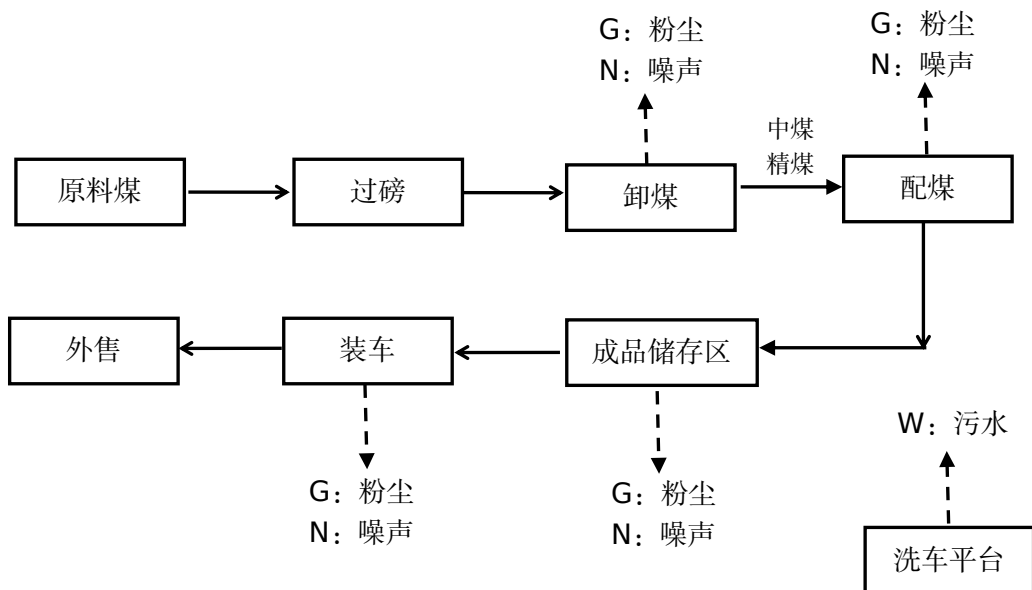 G：粉尘
N：噪声
G：粉尘
N：噪声
中煤
精煤
原料煤
过磅
卸煤
配煤
外售
装车
成品储存区
W：污水
G：粉尘
N：噪声
G：粉尘
N：噪声
洗车平台